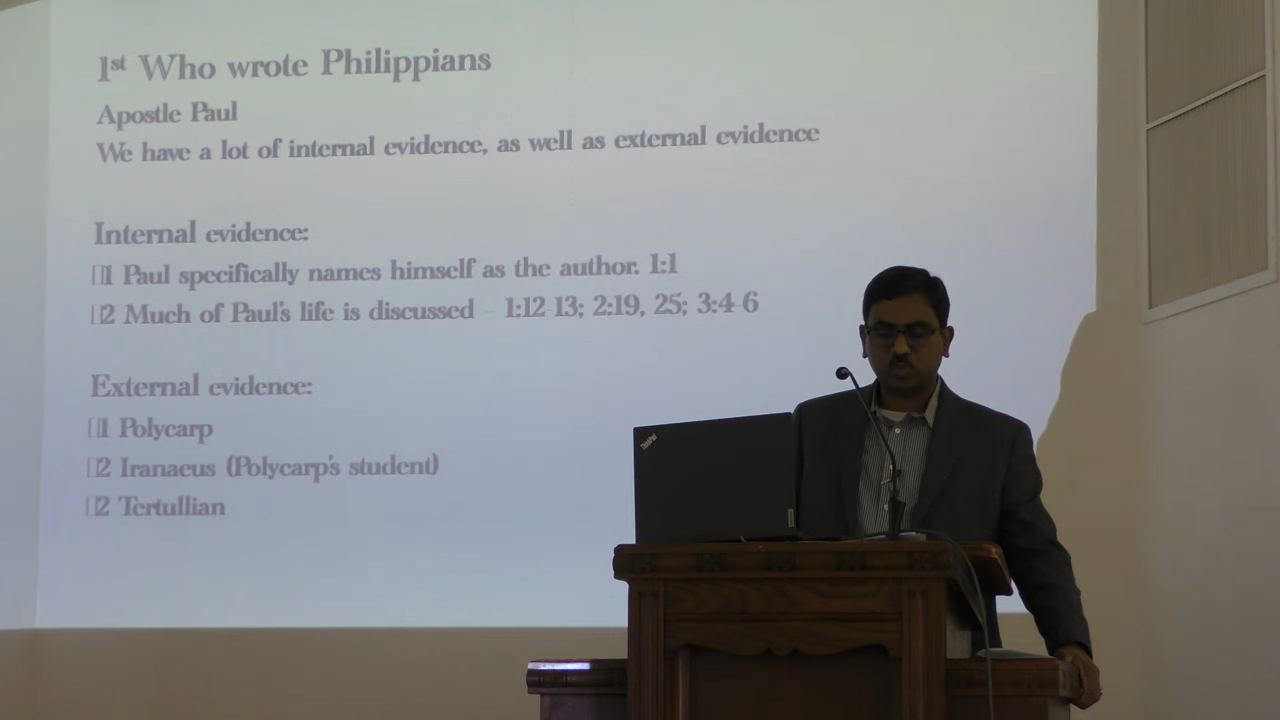 1st Who wrote Philippians
Apostle Paul
We have a lot of internal evidence, as well as external evidence
Internal evidence:
1 Paul specifically names himself as the author. 1:1
2 Much of Paul's life is discussed - 1:12-13; 2:19, 25; 3:4-6
External evidence:
1 Polycarp
2 Iranaeus (Polycarp's student)
2 Tertullian
ThinkPad